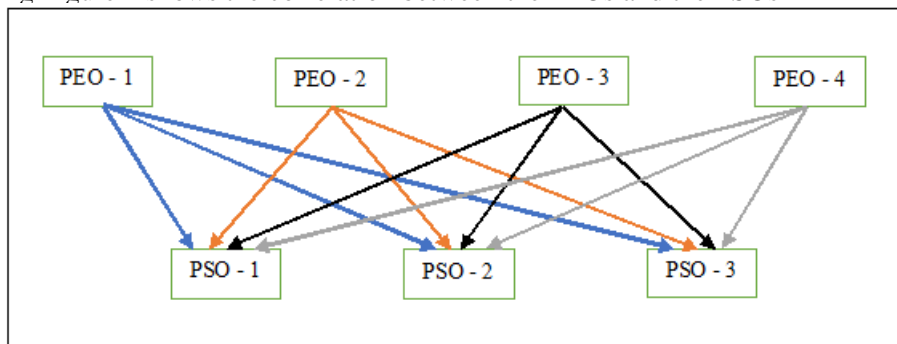 PEO - 1
PEO - 2
PEO - 3
PEO - 4
PSO - 1
PSO - 2
PSO - 3